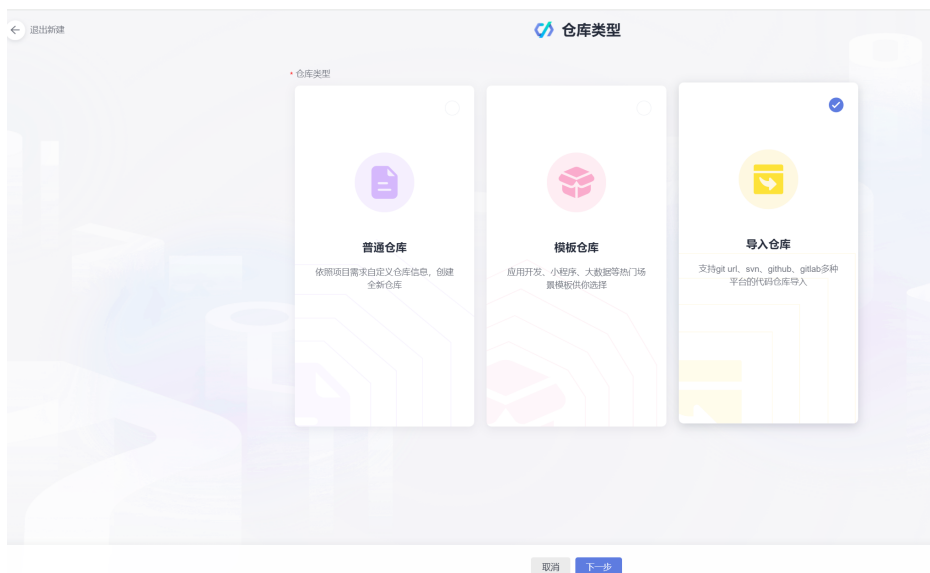 退出新建
仓库类型
* 仓库类型
普通仓库
依照项目需求自定义仓库信息，创建
全新仓库
模板仓库
应用开发、小程序、大数据等热门场
景模板供你选择
导入仓库
支持git url、svn、github、gitlab多种
平台的代码仓库导入
取消
下一步